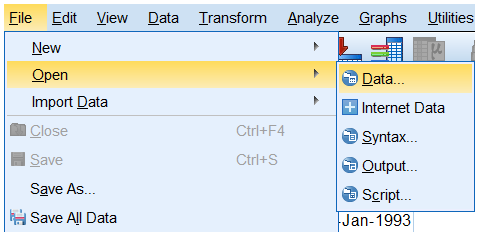 File Edit View Data Transform Analyze Graphs Utilities
New
Open
Import Data
Close Ctrl+F4
Save Ctrl+S
Save As...
Save All Data
Data...
Internet Data
Syntax...
Output...
Script...
-Jan-1993